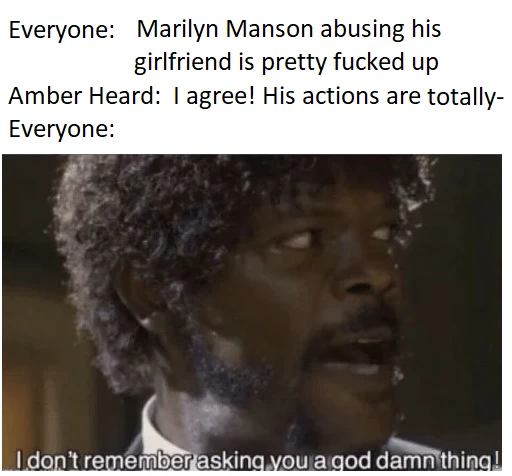 Everyone: Marilyn Manson abusing his
girlfriend is pretty fucked up
Amber Heard: I agree! His actions are totally-
Everyone:
I don't remember asking you a god damn thing!